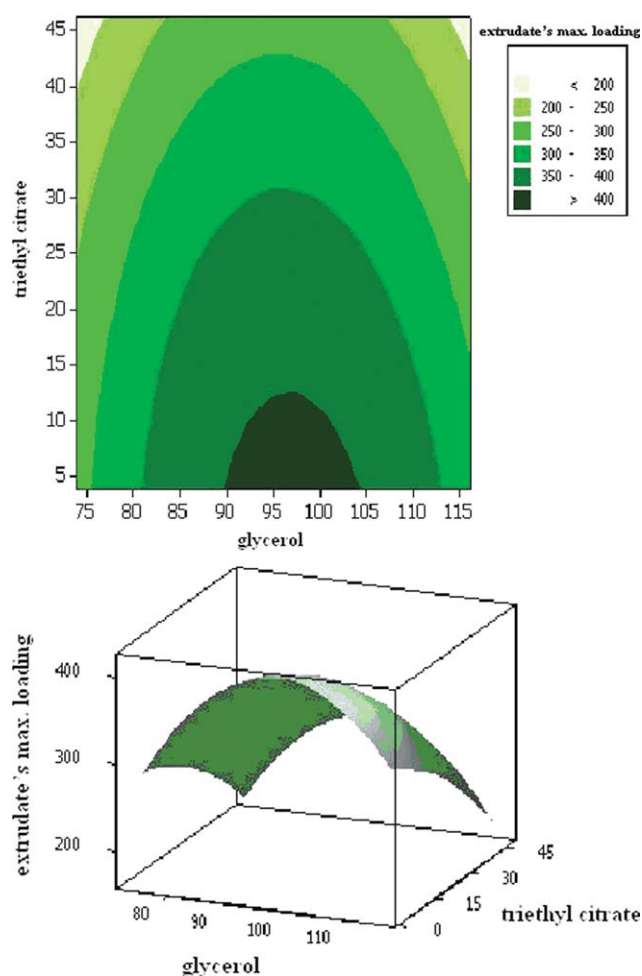 extrudate's max. loading
< 200
200 - 250
250 - 300
300 - 350
350 - 400
> 400
triethyl citrate
45
40
35
30
25
20
15
10
5
75 80 85 90 95 100 105 110 115
glycerol
extrudate's max. loading
400
300
200
80 90 100 110
glycerol
0 15 30 45
triethyl citrate